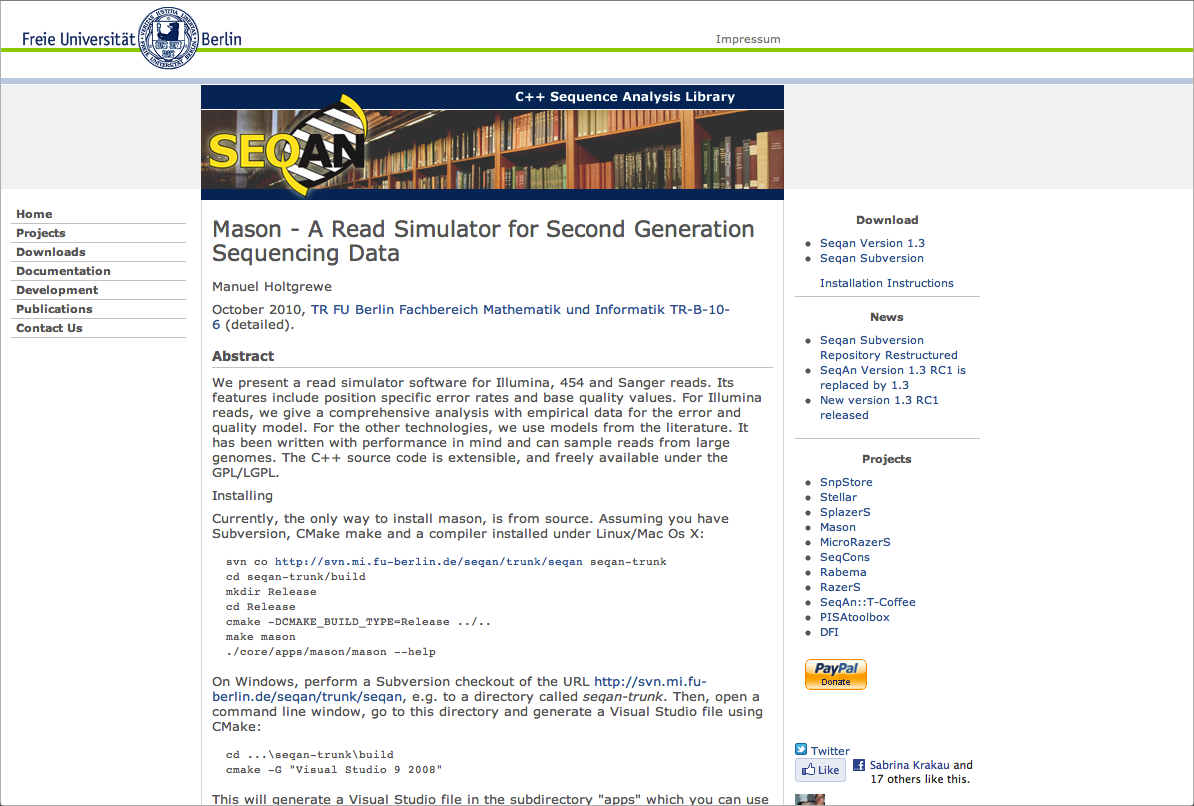 Freie Universität Berlin
Impressum
C++ Sequence Analysis Library
SEQAN
Home
Projects
Downloads
Documentation
Development
Publications
Contact Us
Mason - A Read Simulator for Second Generation
Sequencing Data
Manuel Holtgrewe
October 2010, TR FU Berlin Fachbereich Mathematik und Informatik TR-B-10-
6 (detailed).
Abstract
We present a read simulator software for Illumina, 454 and Sanger reads. Its
features include position specific error rates and base quality values. For Illumina
reads, we give a comprehensive analysis with empirical data for the error and
quality model. For the other technologies, we use models from the literature. It
has been written with performance in mind and can sample reads from large
genomes. The C++ source code is extensible, and freely available under the
GPL/LGPL.
Installing
Currently, the only way to install mason, is from source. Assuming you have
Subversion, CMake make and a compiler installed under Linux/Mac Os X:
svn co http://svn.mi.fu-berlin.de/seqan/trunk/seqan seqan-trunk
cd seqan-trunk/build
mkdir Release
cd Release
cmake -DCMAKE_BUILD_TYPE=Release ../..
make mason
./core/apps/mason/mason --help
On Windows, perform a Subversion checkout of the URL http://svn.mi.fu-
berlin.de/seqan/trunk/seqan, e.g. to a directory called seqan-trunk. Then, open a
command line window, go to this directory and generate a Visual Studio file using
CMake:
cd ...\seqan-trunk\build
cmake -G "Visual Studio 9 2008"
This will generate a Visual Studio file in the subdirectory "apps" which you can use
Download
Seqan Version 1.3
Seqan Subversion
Installation Instructions
News
Seqan Subversion
Repository Restructured
SeqAn Version 1.3 RC1 is
replaced by 1.3
New version 1.3 RC1
released
Projects
SnpStore
Stellar
SplazerS
Mason
MicroRazerS
SeqCons
Rabema
RazerS
SeqAn::T-Coffee
PISAtoolbox
DFI
PayPal
Donate
Twitter
Like
Sabrina Krakau and
17 others like this.